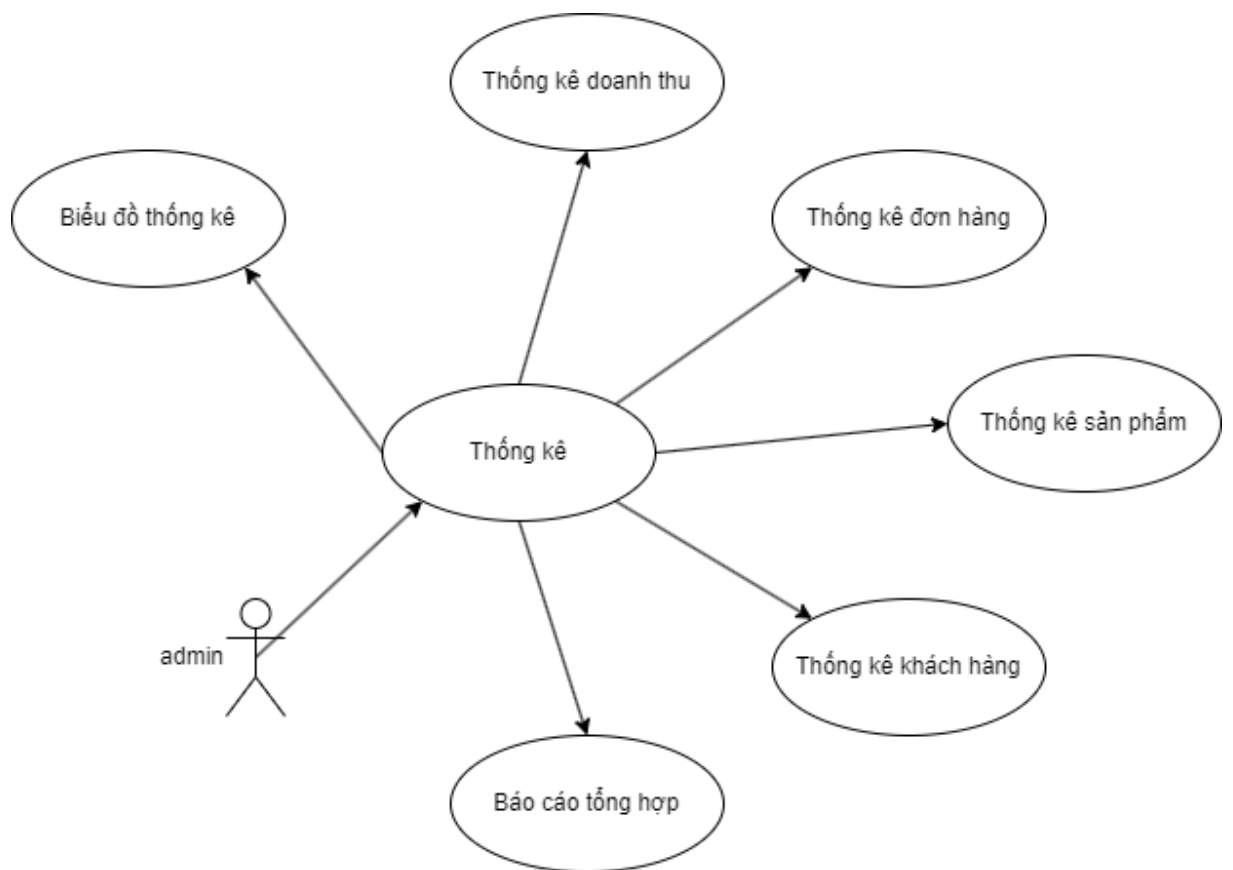 Thống kê doanh thu
Biểu đồ thống kê
Thống kê đơn hàng
Thống kê sản phẩm
Thống kê
admin
Thống kê khách hàng
Báo cáo tổng hợp